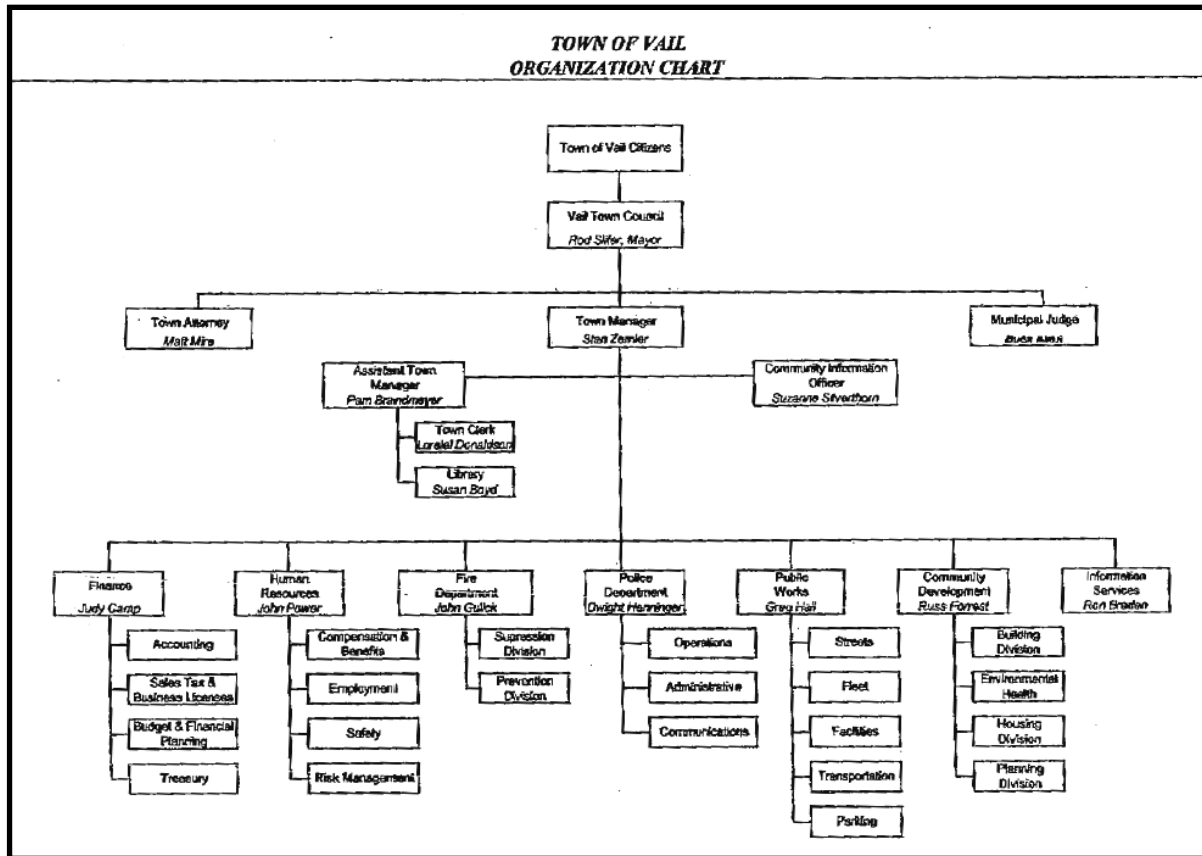 TOWN OF VAIL
ORGANIZATION CHART
Town of Vail Citizens
Vail Town Council
Rod Slifer, Mayor
Town Attorney
Matt Mire
Town Manager
Stan Zemler
Municipal Judge
Assistant Town
Manager
Pam Brandmeyer
Community Information
Officer
Suzanne Silverthorn
Town Clerk
Lorelei Donaldson
Library
Susan Boyd
Finance
Judy Camp
Human
Resources
John Power
Fire
Department
John Gulick
Police
Department
Dwight Henninger
Public
Works
Greg Hall
Community
Development
Russ Forrest
Information
Services
Ron Braden
Accounting
Sales Tax &
Business Licenses
Budget & Financial
Planning
Treasury
Compensation &
Benefits
Employment
Safety
Risk Management
Supression
Division
Prevention
Division
Operations
Administrative
Communications
Streets
Fleet
Facilities
Transportation
Parking
Building
Division
Environmental
Health
Housing
Division
Planning
Division